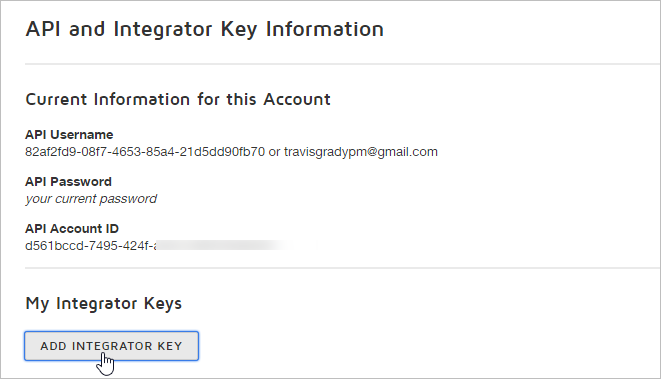 API and Integrator Key Information
Current Information for this Account
API Username
82af2fd9-08f7-4653-85a4-21d5dd90fb70 or travisgradypm@gmail.com
API Password
your current password
API Account ID
d561bccd-7495-424f-
My Integrator Keys
ADD INTEGRATOR KEY